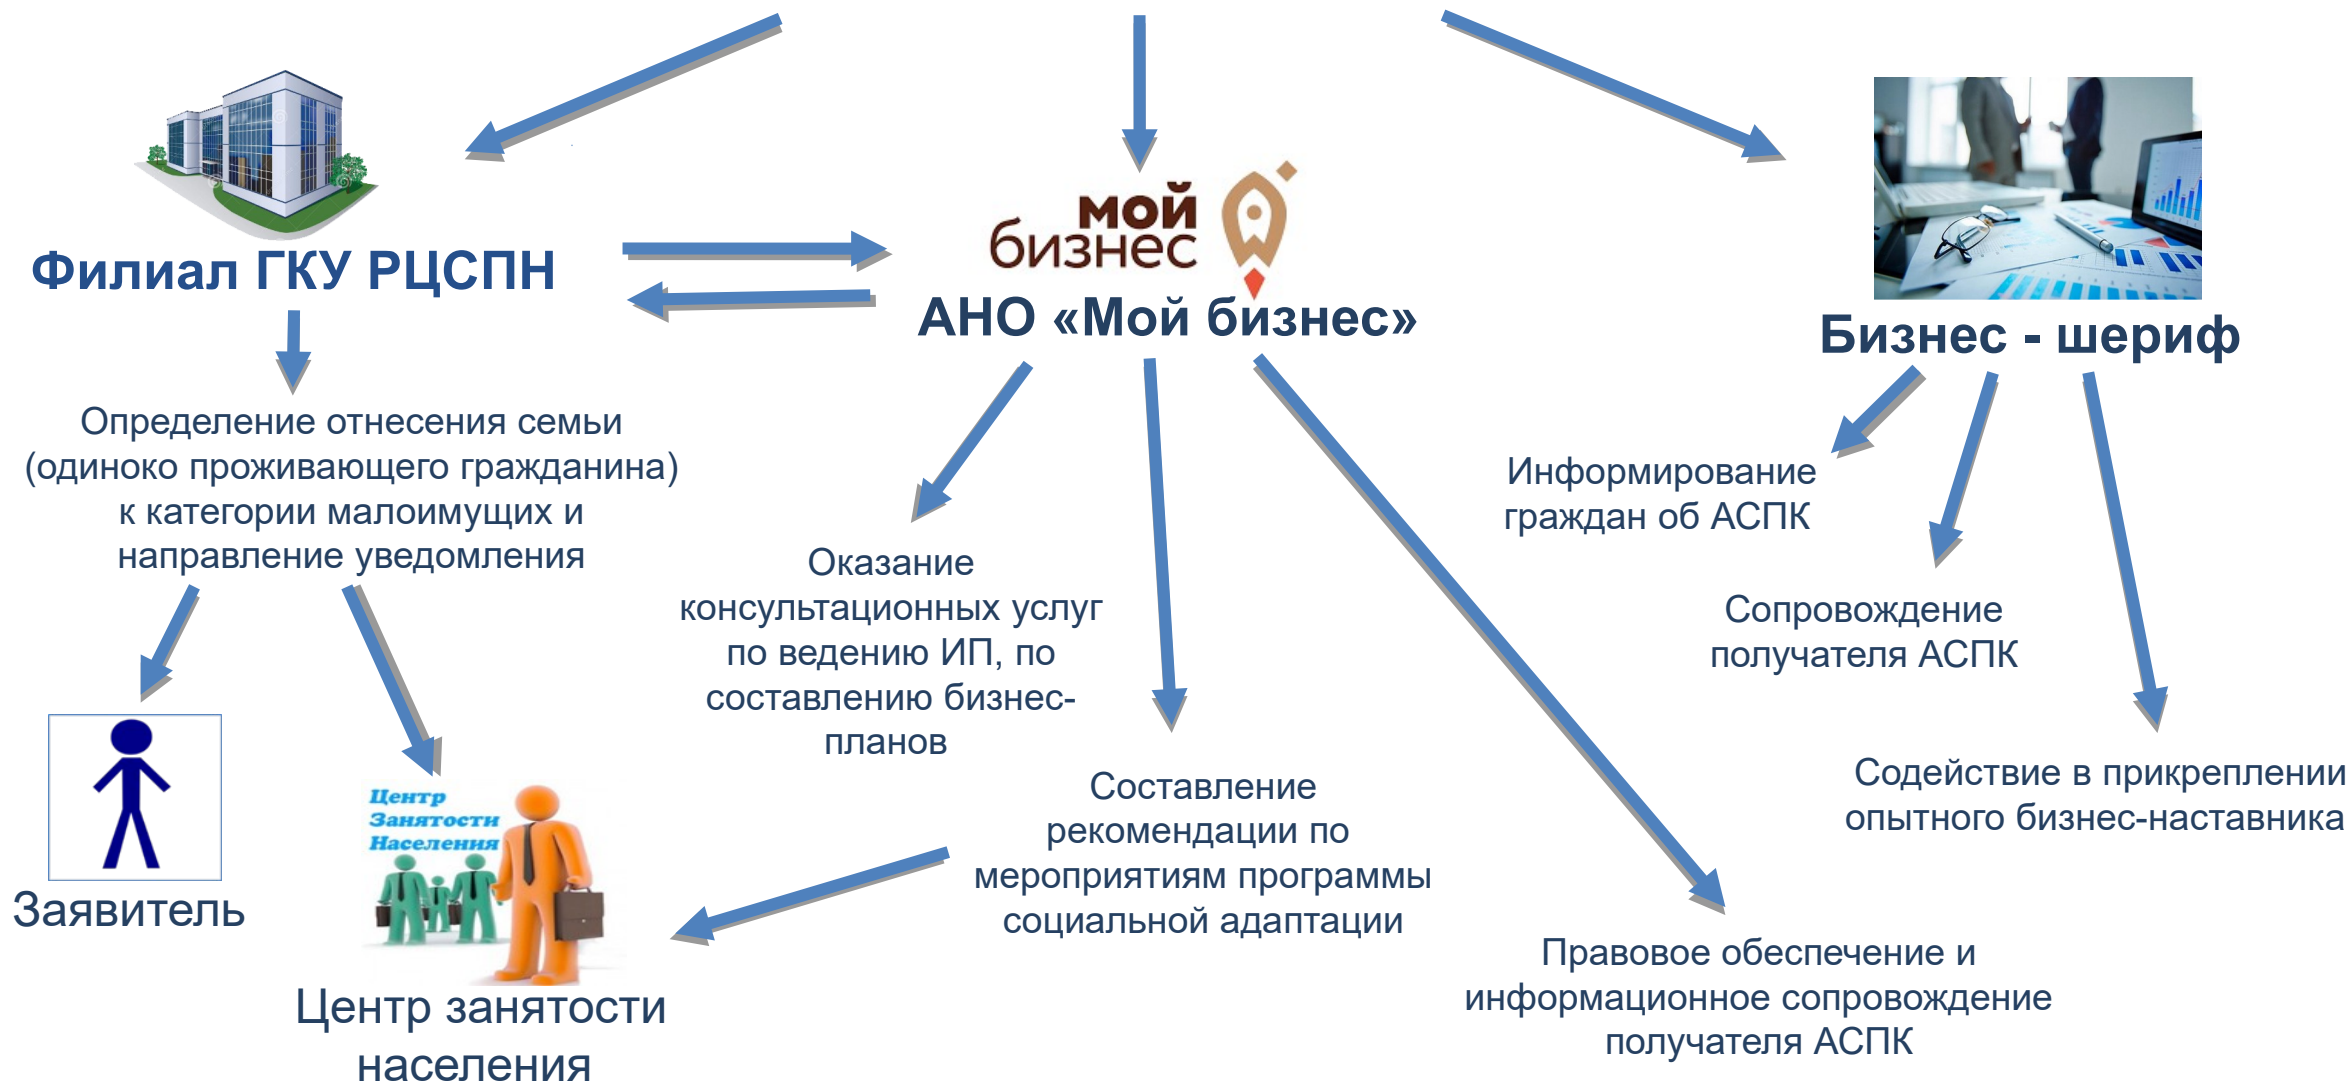 мой
бизнес
Филиал ГКУ РЦСПН
АНО «Мой бизнес»
Бизнес - шериф
Определение отнесения семьи
(одиноко проживающего гражданина)
к категории малоимущих и
направление уведомления
Информирование
граждан об АСПК
Оказание
консультационных услуг
по ведению ИП, по
составлению бизнес-
планов
Сопровождение
получателя АСПК
Составление
рекомендации по
мероприятиям программы
социальной адаптации
Содействие в прикреплении
опытного бизнес-наставника
Заявитель
Центр
Занятости
Населения
Центр занятости
населения
Правовое обеспечение и
информационное сопровождение
получателя АСПК